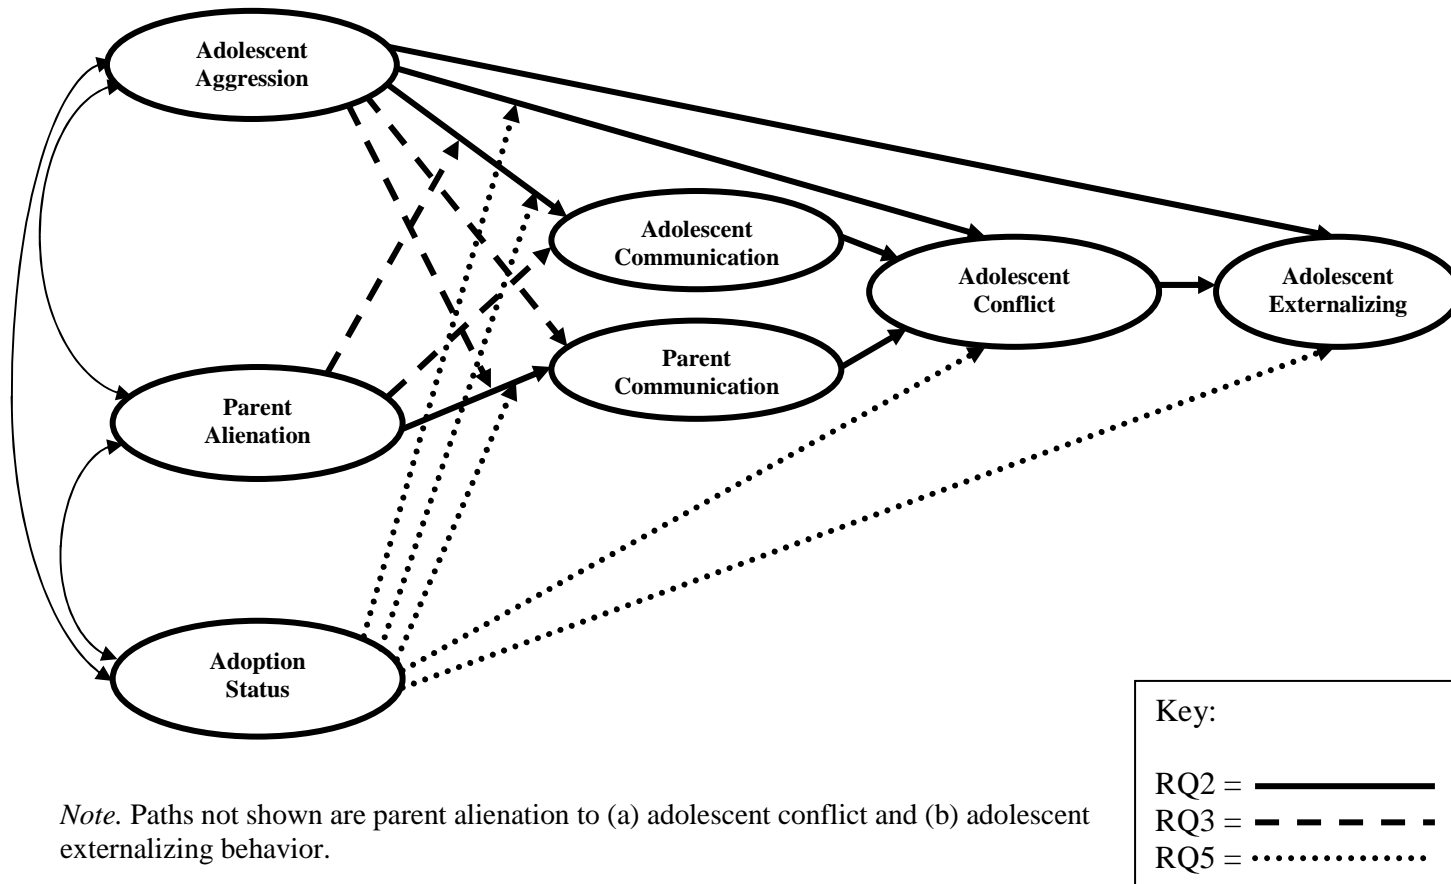 Adolescent
Aggression
Adolescent
Communication
Adolescent
Conflict
Adolescent
Externalizing
Parent
Communication
Parent
Alienation
Adoption
Status
Key:
RQ2 =
RQ3 =
RQ5 =
Note. Paths not shown are parent alienation to (a) adolescent conflict and (b) adolescent
externalizing behavior.